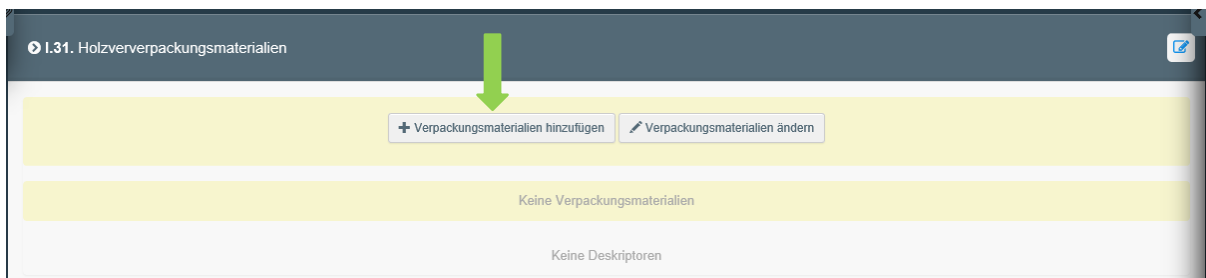 I.31. Holzververpackungsmaterialien
Verpackungsmaterialien hinzufügen Verpackungsmaterialien ändern
Keine Verpackungsmaterialien
Keine Deskriptoren